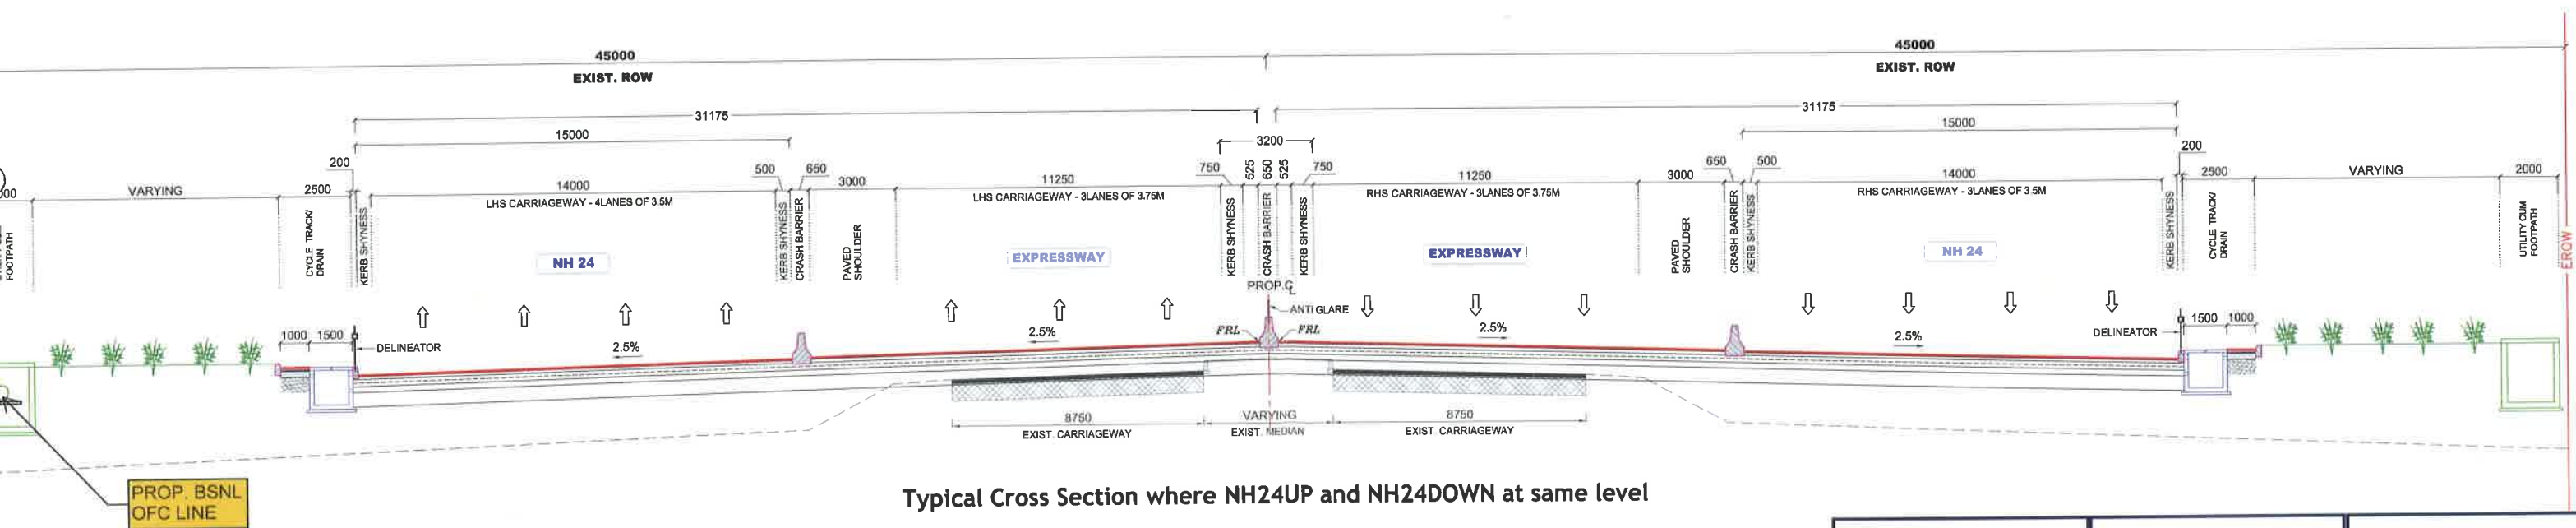 45000
EXIST. ROW
45000
EXIST. ROW
31175
31175
15000
15000
3200
200
500
650
750
525
650
525
750
650
500
200
VARYING
2500
14000
3000
11250
11250
3000
14000
2500
VARYING
2000
LHS CARRIAGEWAY - 4LANES OF 3.5M
LHS CARRIAGEWAY - 3LANES OF 3.75M
RHS CARRIAGEWAY - 3LANES OF 3.75M
RHS CARRIAGEWAY - 3LANES OF 3.5M
FOOTPATH
CYCLE TRACK/
DRAIN
KERB SHYNESS
NH 24
KERB SHYNESS
CRASH BARRIER
PAVED
SHOULDER
EXPRESSWAY
KERB SHYNESS
CRASH BARRIER
KERB SHYNESS
EXPRESSWAY
PAVED
SHOULDER
CRASH BARRIER
KERB SHYNESS
NH 24
KERB SHYNESS
CYCLE TRACK/
DRAIN
UTILITY CUM
FOOTPATH
EROW
PROP.
ANTI GLARE
FRL
FRL
1000
1500
DELINEATOR
2.5%
2.5%
2.5%
2.5%
DELINEATOR
1500
1000
8750
EXIST. CARRIAGEWAY
VARYING
EXIST. MEDIAN
8750
EXIST. CARRIAGEWAY
PROP. BSNL
OFC LINE
Typical Cross Section where NH24UP and NH24DOWN at same level